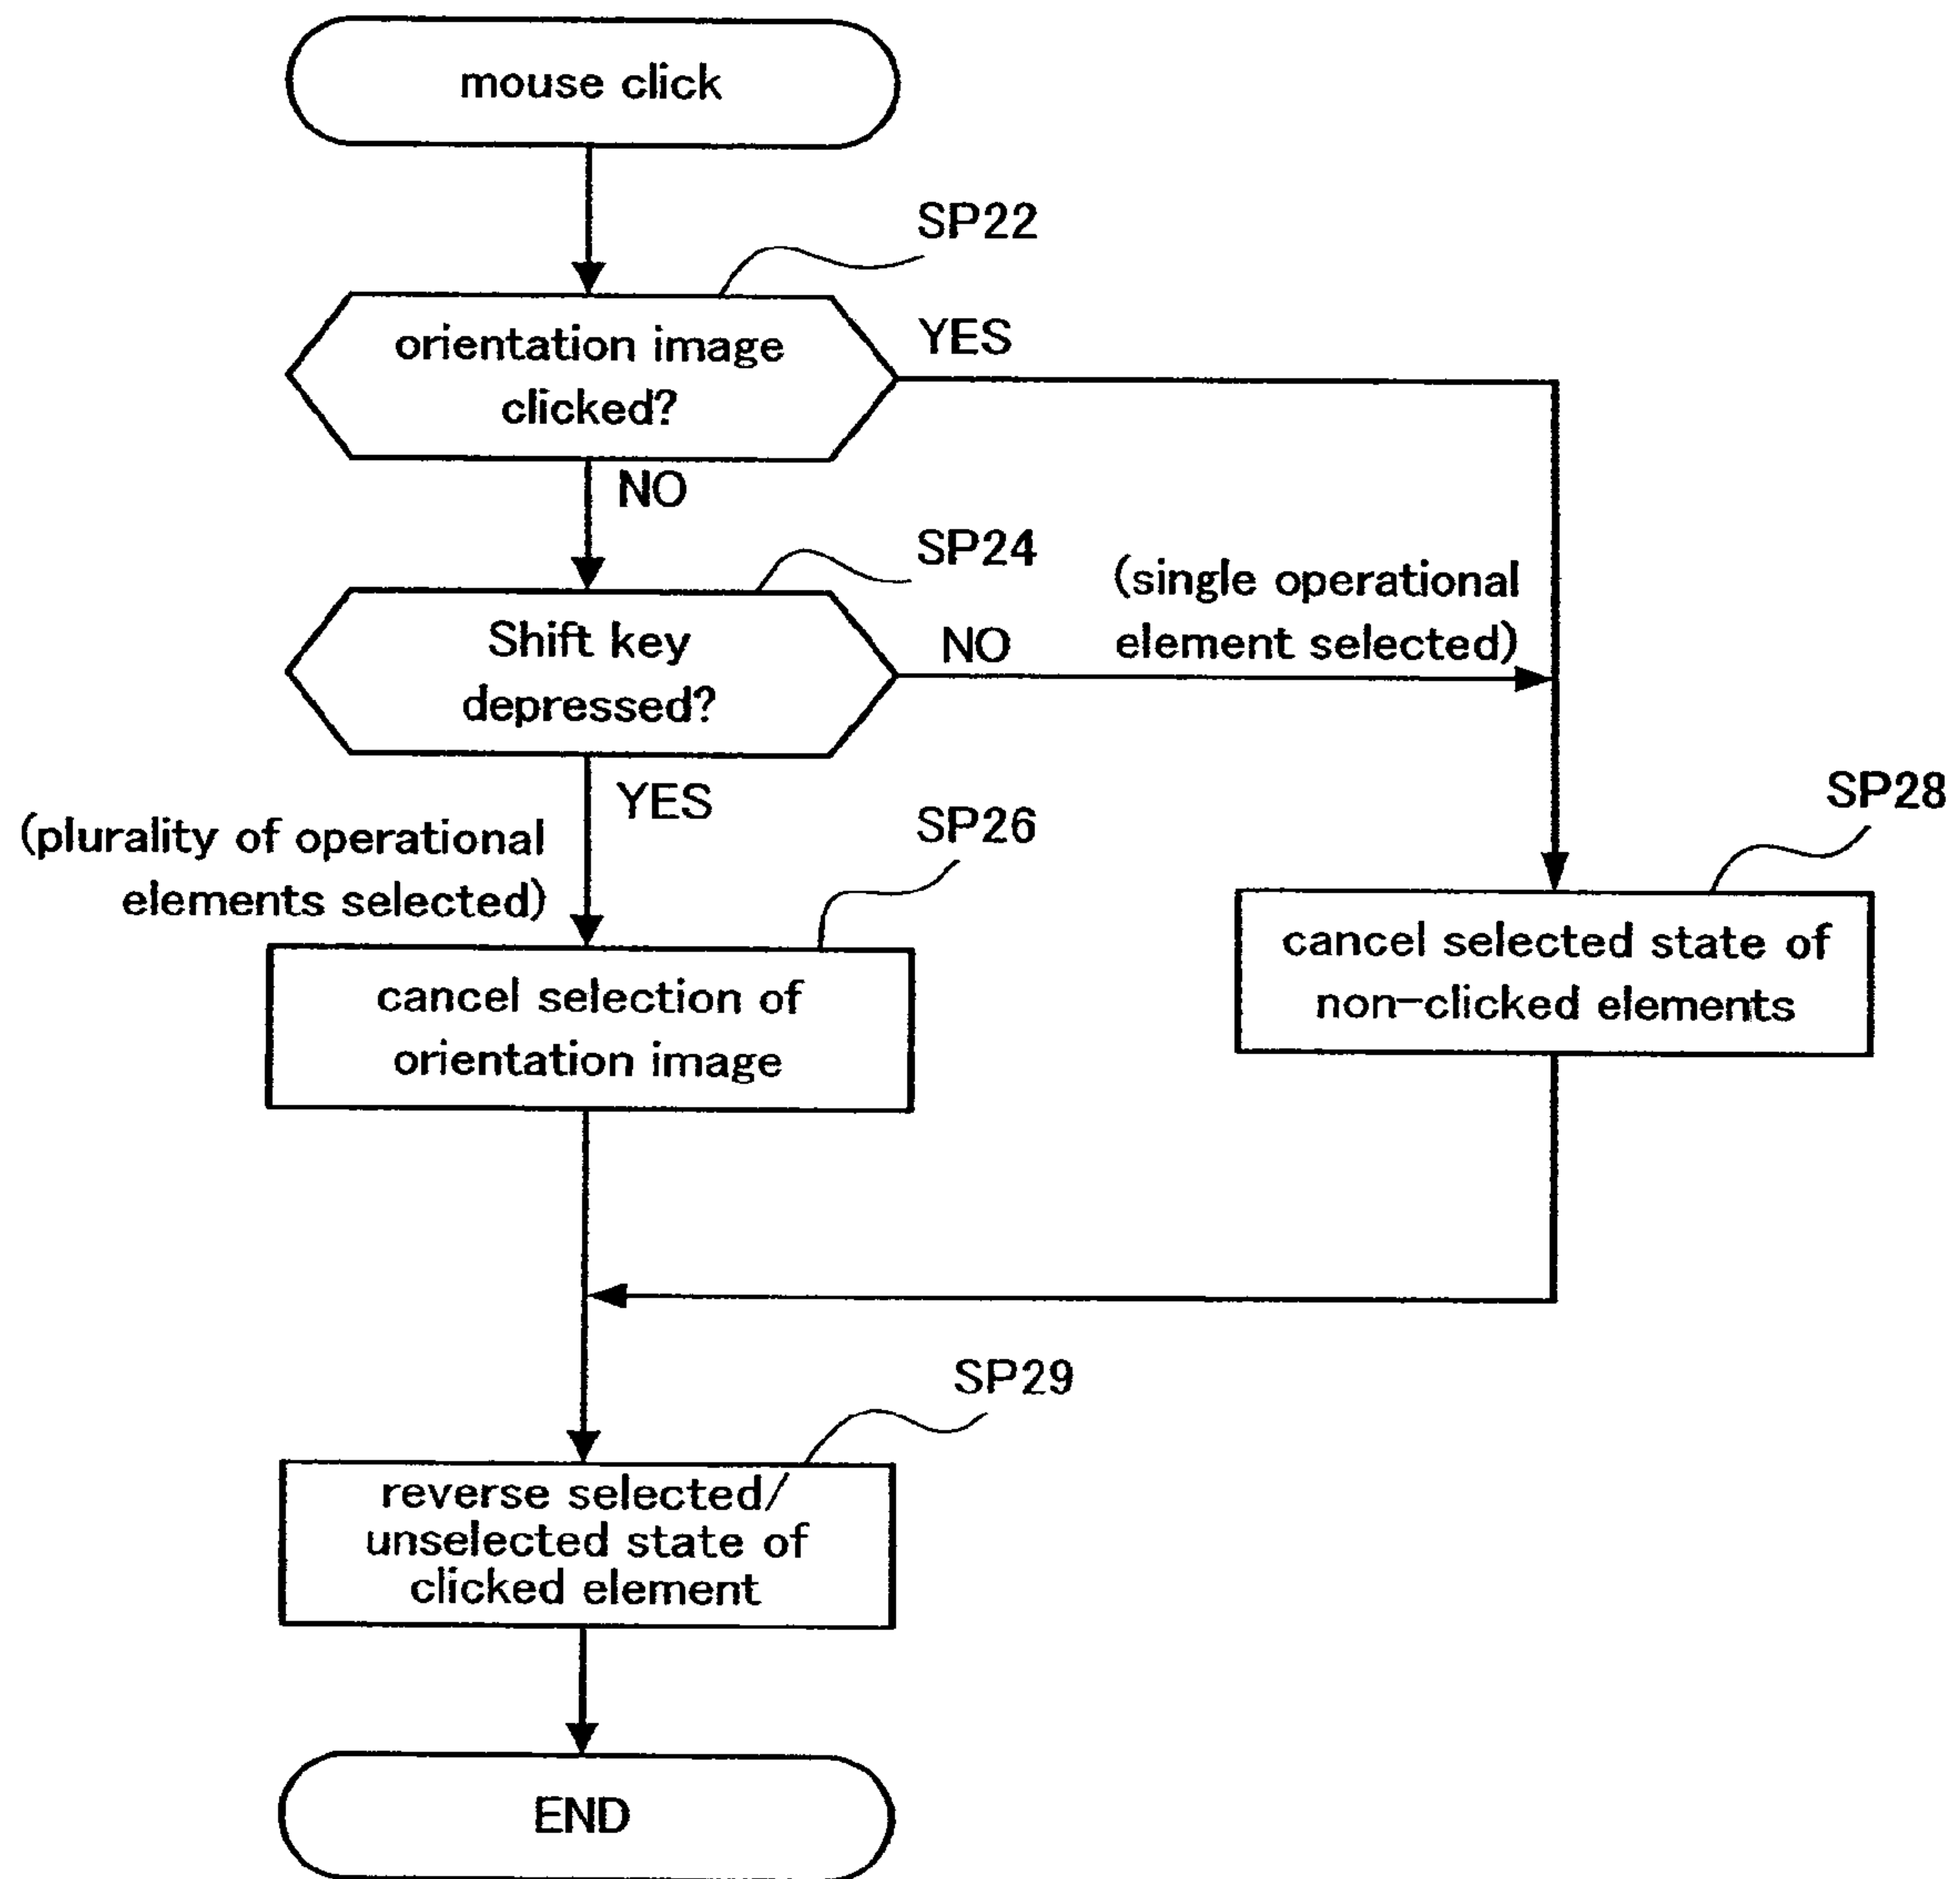 mouse click
SP22
orientation image
clicked?
YES
NO
SP24
Shift key
depressed?
NO
(single operational
element selected)
YES
(plurality of operational
elements selected)
SP26
cancel selection of
orientation image
SP28
cancel selected state of
non-clicked elements
SP29
reverse selected/
unselected state of
clicked element
END